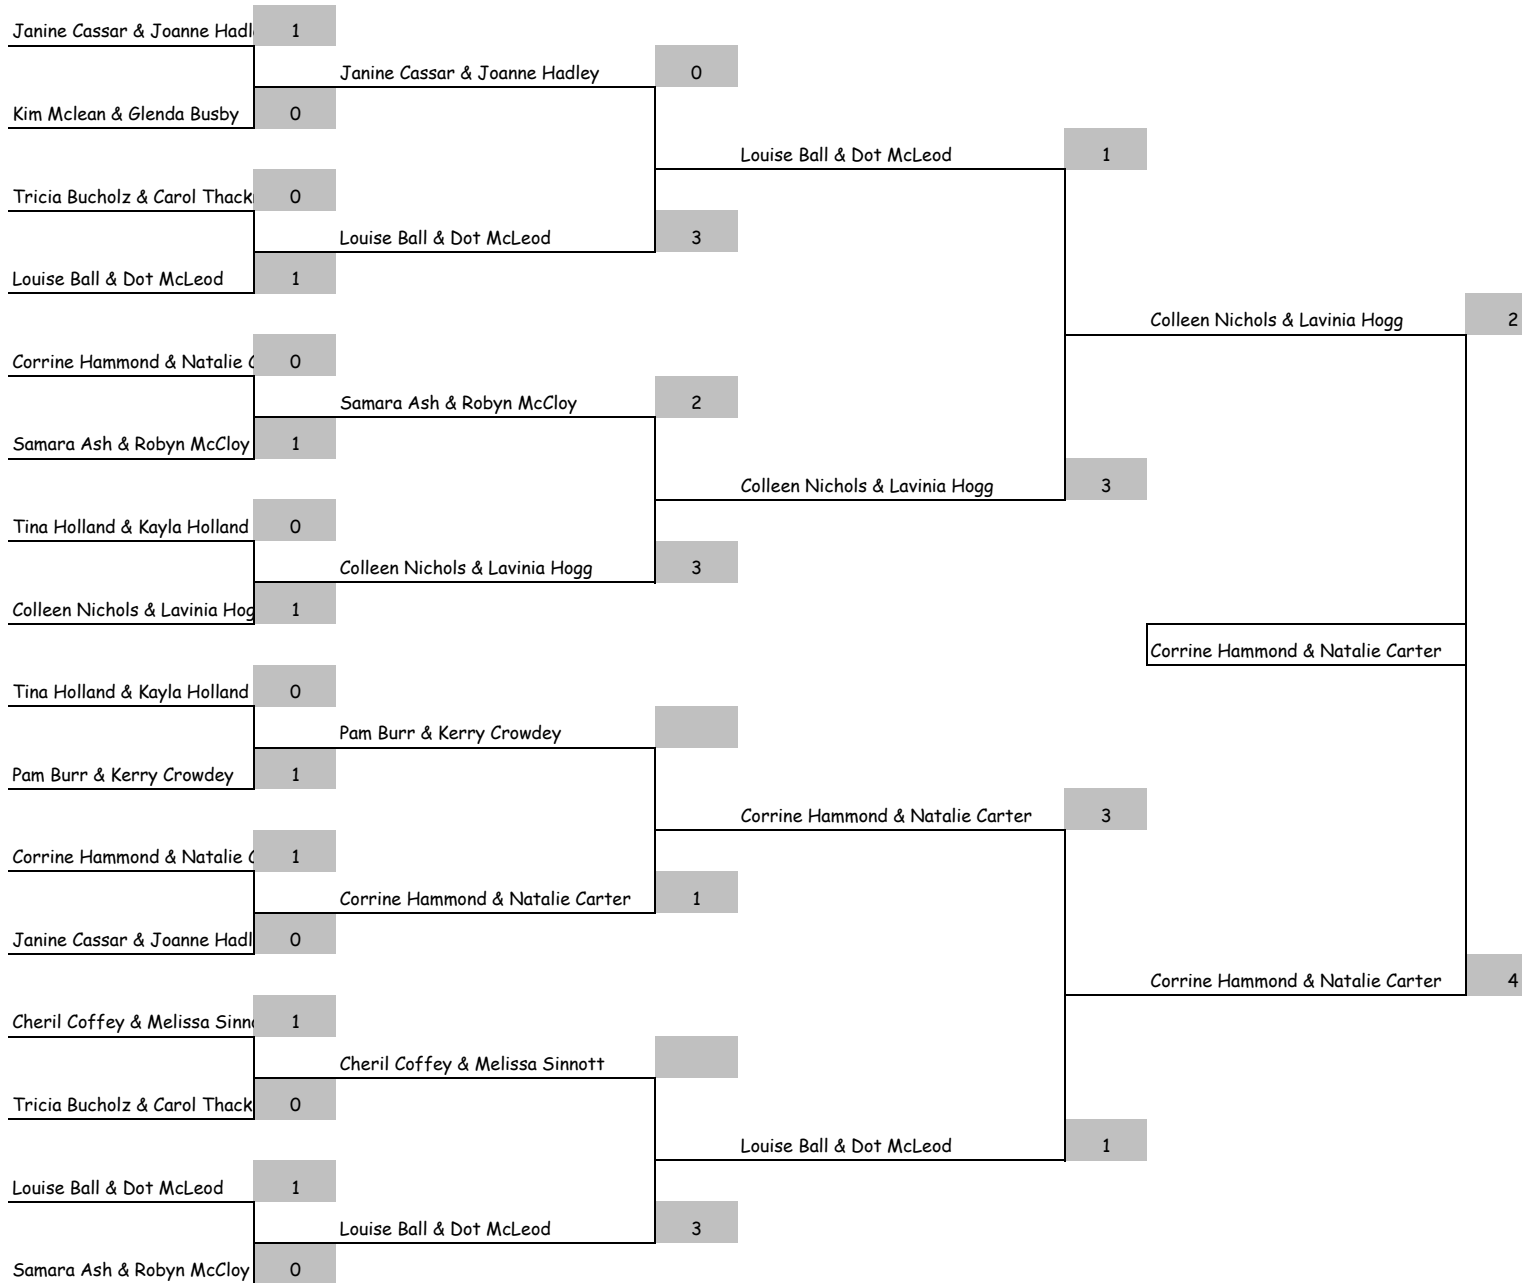 Janine Cassar & Joanne Hadl 1
Janine Cassar & Joanne Hadley 0
Kim Mclean & Glenda Busby 0
Louise Ball & Dot McLeod 1
Tricia Bucholz & Carol Thack 0
Louise Ball & Dot McLeod 3
Louise Ball & Dot McLeod 1
Colleen Nichols & Lavinia Hogg 2
Corrine Hammond & Natalie 0
Samara Ash & Robyn McCloy 2
Samara Ash & Robyn McCloy 1
Colleen Nichols & Lavinia Hogg 3
Tina Holland & Kayla Holland 0
Colleen Nichols & Lavinia Hogg 3
Colleen Nichols & Lavinia Hog 1
Corrine Hammond & Natalie Carter
Tina Holland & Kayla Holland 0
Pam Burr & Kerry Crowdey
Pam Burr & Kerry Crowdey 1
Corrine Hammond & Natalie Carter 3
Corrine Hammond & Natalie 1
Corrine Hammond & Natalie Carter 1
Janine Cassar & Joanne Hadl 0
Corrine Hammond & Natalie Carter 4
Cheril Coffey & Melissa Sinn 1
Cheril Coffey & Melissa Sinnott
Tricia Bucholz & Carol Thack 0
Louise Ball & Dot McLeod 1
Louise Ball & Dot McLeod 1
Louise Ball & Dot McLeod 3
Samara Ash & Robyn McCloy 0